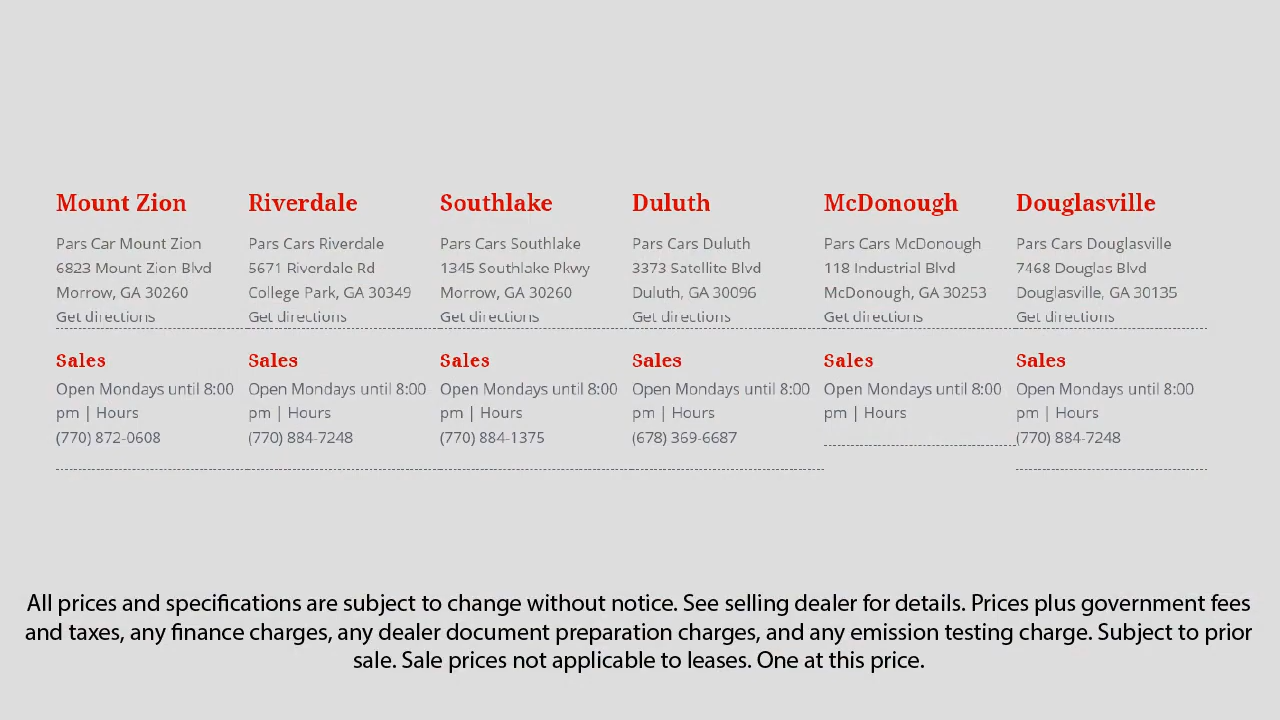 Mount Zion
Pars Car Mount Zion
6823 Mount Zion Blvd
Morrow, GA 30260
Get directions
Sales
Open Mondays until 8:00
pm | Hours
(770) 872-0608
Riverdale
Pars Cars Riverdale
5671 Riverdale Rd
College Park, GA 30349
Get directions
Sales
Open Mondays until 8:00
pm | Hours
(770) 884-7248
Southlake
Pars Cars Southlake
1345 Southlake Pkwy
Morrow, GA 30260
Get directions
Sales
Open Mondays until 8:00
pm | Hours
(770) 884-1375
Duluth
Pars Cars Duluth
3373 Satellite Blvd
Duluth, GA 30096
Get directions
Sales
Open Mondays until 8:00
pm | Hours
(678) 369-6687
McDonough
Pars Cars McDonough
118 Industrial Blvd
McDonough, GA 30253
Get directions
Sales
Open Mondays until 8:00
pm | Hours
Douglasville
Pars Cars Douglasville
7468 Douglas Blvd
Douglasville, GA 30135
Get directions
Sales
Open Mondays until 8:00
pm | Hours
(770) 884-7248
All prices and specifications are subject to change without notice. See selling dealer for details. Prices plus government fees
and taxes, any finance charges, any dealer document preparation charges, and any emission testing charge. Subject to prior
sale. Sale prices not applicable to leases. One at this price.